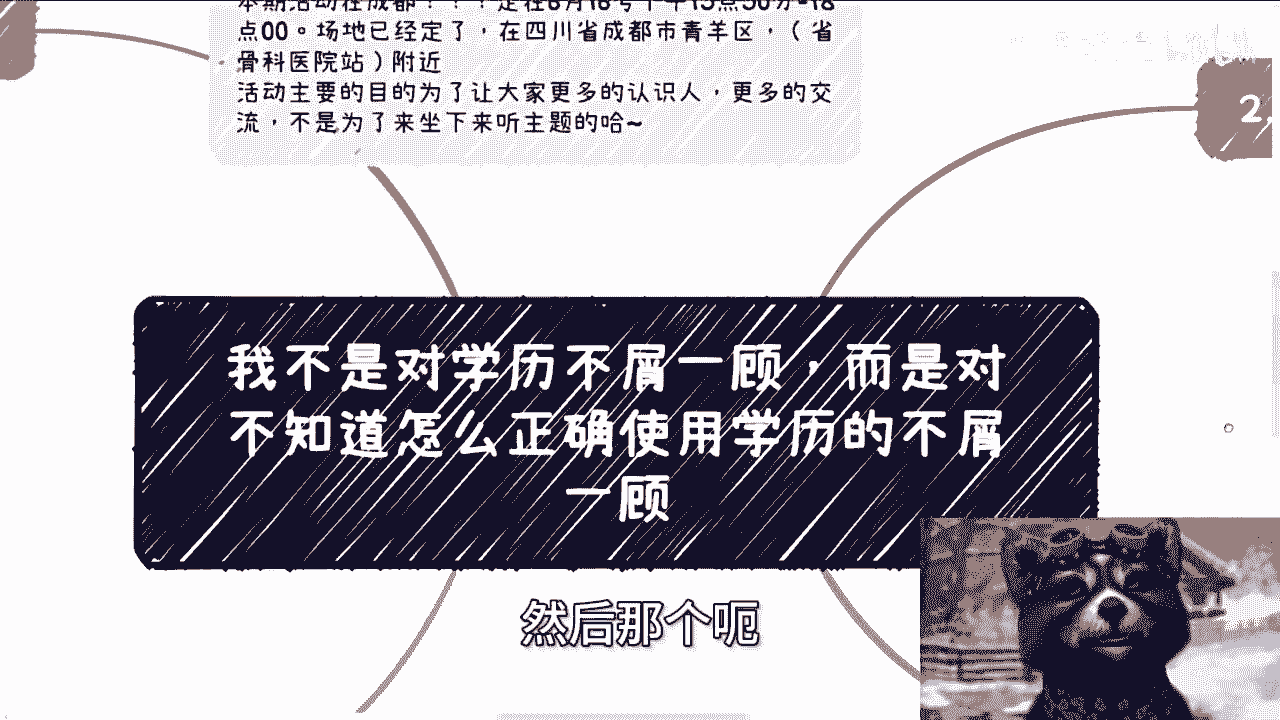 点00。场地已经定了,在四川省成都市青羊区,(省
骨科医院站)附近
活动主要的目的为了让大家更多的认识人,更多的交
流,不是为了来坐下来听主题的哈~
2,
我不是对学历不屑一顾,而是对
不知道怎么正确使用学历的不屑
一顾
然后那个呃